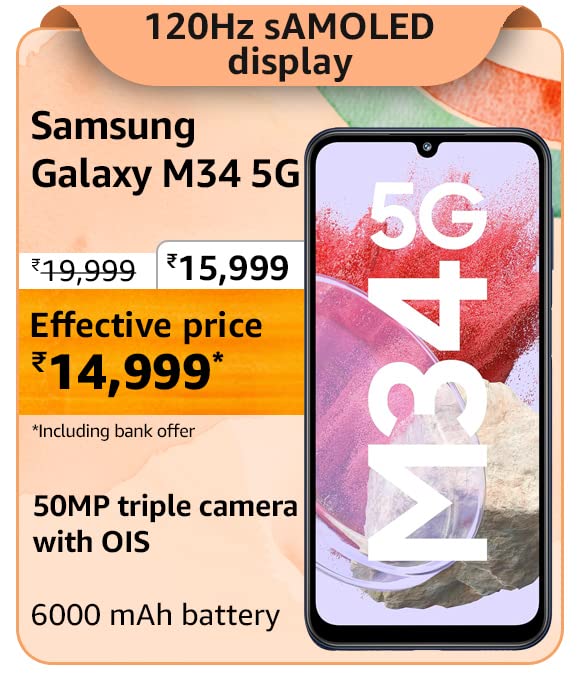 120Hz sAMOLED
display
Samsung
Galaxy M34 5G
₹19,999 ₹15,999
Effective price
₹14,999*
*Including bank offer
50MP triple camera
with OIS
6000 mAh battery
5G
M34